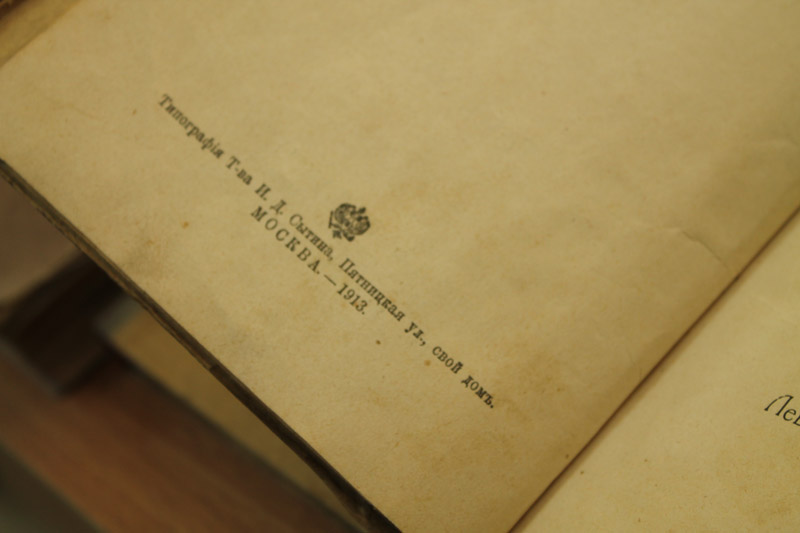 Типографія Т-ва И. Д. Сытина, Пятницкая ул., свой домъ.
МОСКВА.—1913.